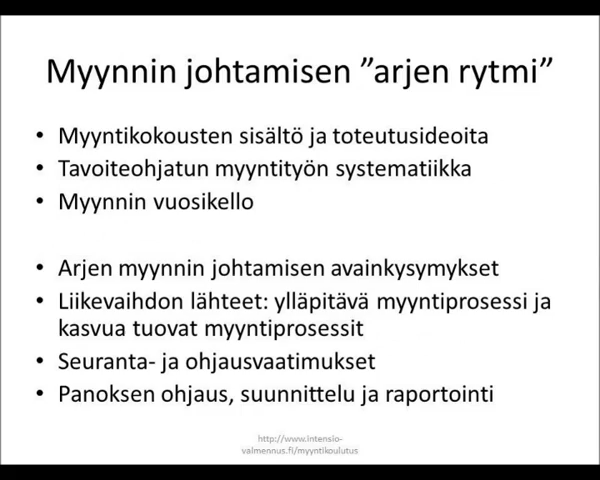 Myynnin johtamisen ”arjen rytmi”
• Myyntikokousten sisältö ja toteutusideoita
• Tavoiteohjatun myyntityön systematiikka
• Myynnin vuosikello
• Arjen myynnin johtamisen avainkysymykset
• Liikevaihdon lähteet: ylläpitävä myyntiprosessi ja
kasvua tuovat myyntiprosessit
• Seuranta- ja ohjausvaatimukset
• Panoksen ohjaus, suunnittelu ja raportointi
http://www.intensio-
valmennus.fi/myyntikoulutus